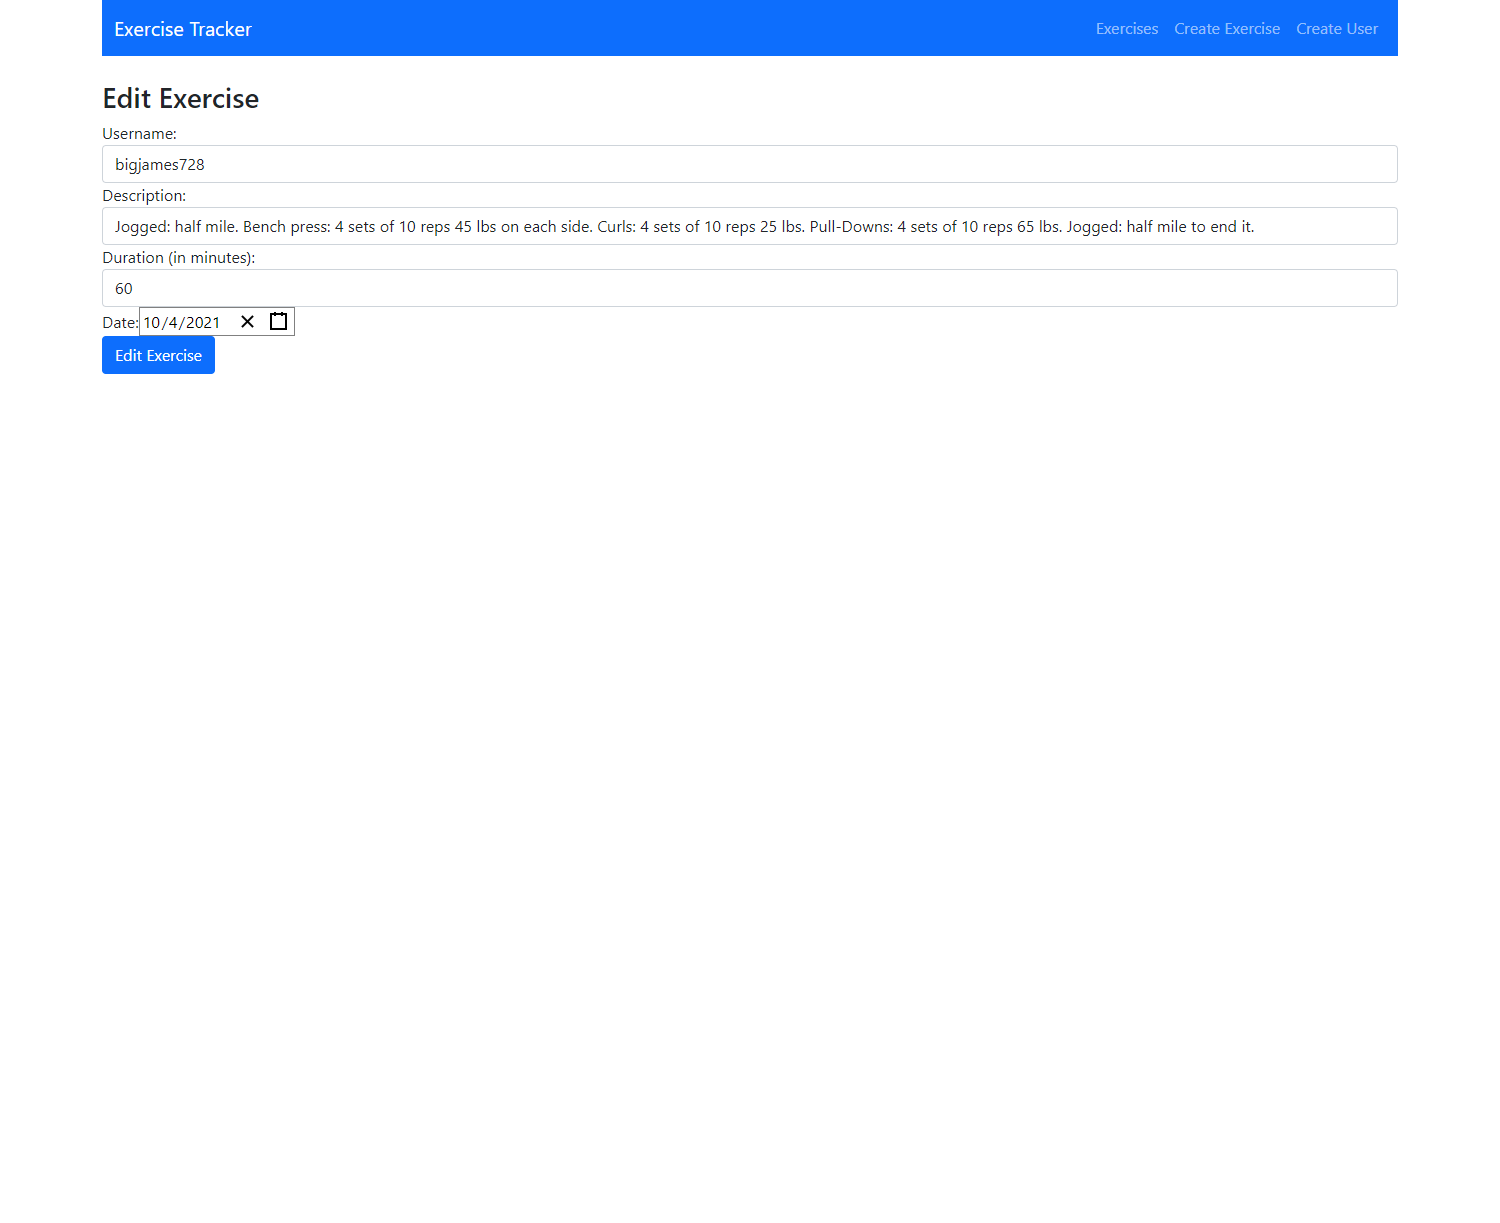 Exercise Tracker Exercises Create Exercise Create User
Edit Exercise
Username:
bigjames728
Description:
Jogged: half mile. Bench press: 4 sets of 10 reps 45 lbs on each side. Curls: 4 sets of 10 reps 25 lbs. Pull-Downs: 4 sets of 10 reps 65 lbs. Jogged: half mile to end it.
Duration (in minutes):
60
Date: 10/4/2021
Edit Exercise